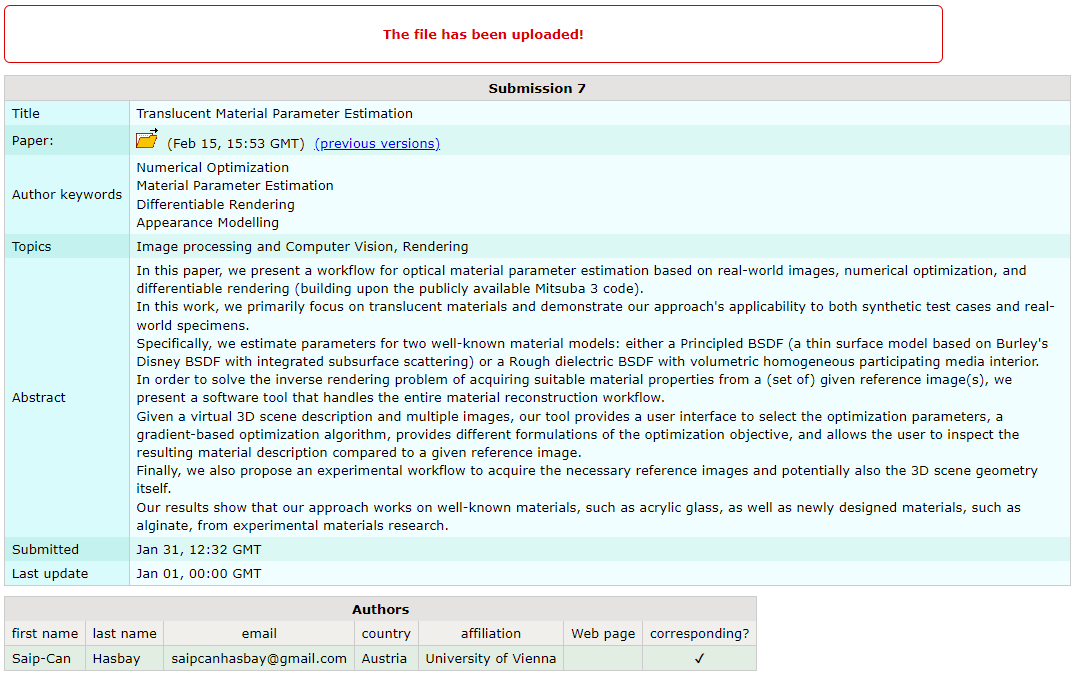 The file has been uploaded!
Submission 7
Title Translucent Material Parameter Estimation
Paper: (Feb 15, 15:53 GMT) (previous versions)
Author keywords
Numerical Optimization
Material Parameter Estimation
Differentiable Rendering
Appearance Modelling
Topics Image processing and Computer Vision, Rendering
Abstract
In this paper, we present a workflow for optical material parameter estimation based on real-world images, numerical optimization, and
differentiable rendering (building upon the publicly available Mitsuba 3 code).
In this work, we primarily focus on translucent materials and demonstrate our approach's applicability to both synthetic test cases and real-
world specimens.
Specifically, we estimate parameters for two well-known material models: either a Principled BSDF (a thin surface model based on Burley's
Disney BSDF with integrated subsurface scattering) or a Rough dielectric BSDF with volumetric homogeneous participating media interior.
In order to solve the inverse rendering problem of acquiring suitable material properties from a (set of) given reference image(s), we
present a software tool that handles the entire material reconstruction workflow.
Given a virtual 3D scene description and multiple images, our tool provides a user interface to select the optimization parameters, a
gradient-based optimization algorithm, provides different formulations of the optimization objective, and allows the user to inspect the
resulting material description compared to a given reference image.
Finally, we also propose an experimental workflow to acquire the necessary reference images and potentially also the 3D scene geometry
itself.
Our results show that our approach works on well-known materials, such as acrylic glass, as well as newly designed materials, such as
alginate, from experimental materials research.
Submitted Jan 31, 12:32 GMT
Last update Jan 01, 00:00 GMT
Authors
first name last name email country affiliation Web page corresponding?
Saip-Can Hasbay saipcanhasbay@gmail.com Austria University of Vienna ✓